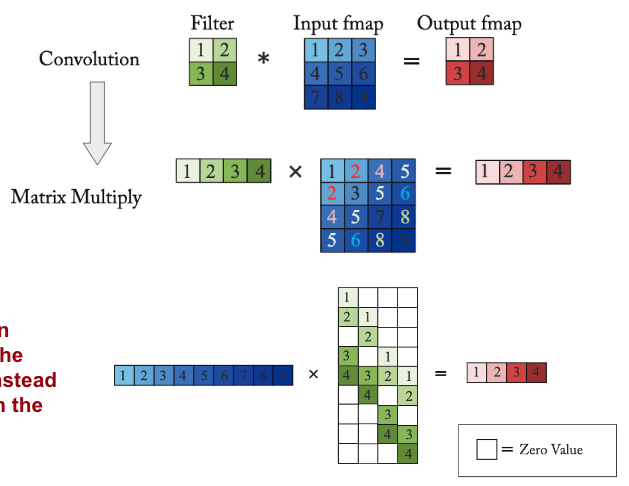 Filter Input fmap Output fmap
Convolution
1 2 * 1 2 3 = 1 2
3 4 4 5 6 3 4
7 8 9
Matrix Multiply
1 2 3 4 × 1 2 4 5 = 1 2 3 4
2 3 5 6
4 5 7 8
5 6 8 9
n
he
nstead
n the
1 2 3 4 5 6 7 8 9 × = 1 2 3 4
1
2 1
2
3 1
4 3 2 1
4 2
3
4 3
4
= Zero Value